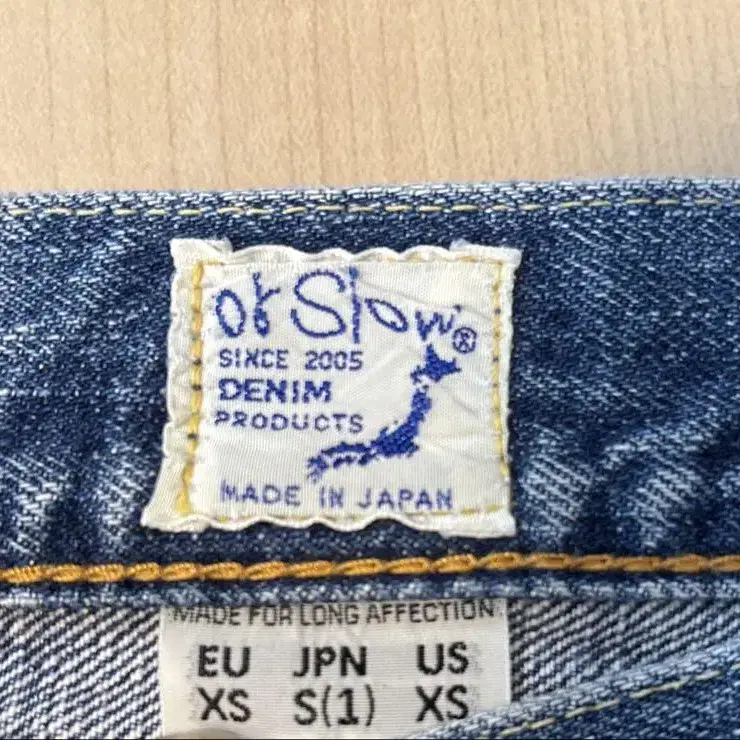 orSlow®
SINCE 2005
DENIM
PRODUCTS
MADE IN JAPAN
MADE FOR LONG AFFECTION
EU JPN US
XS S(1) XS